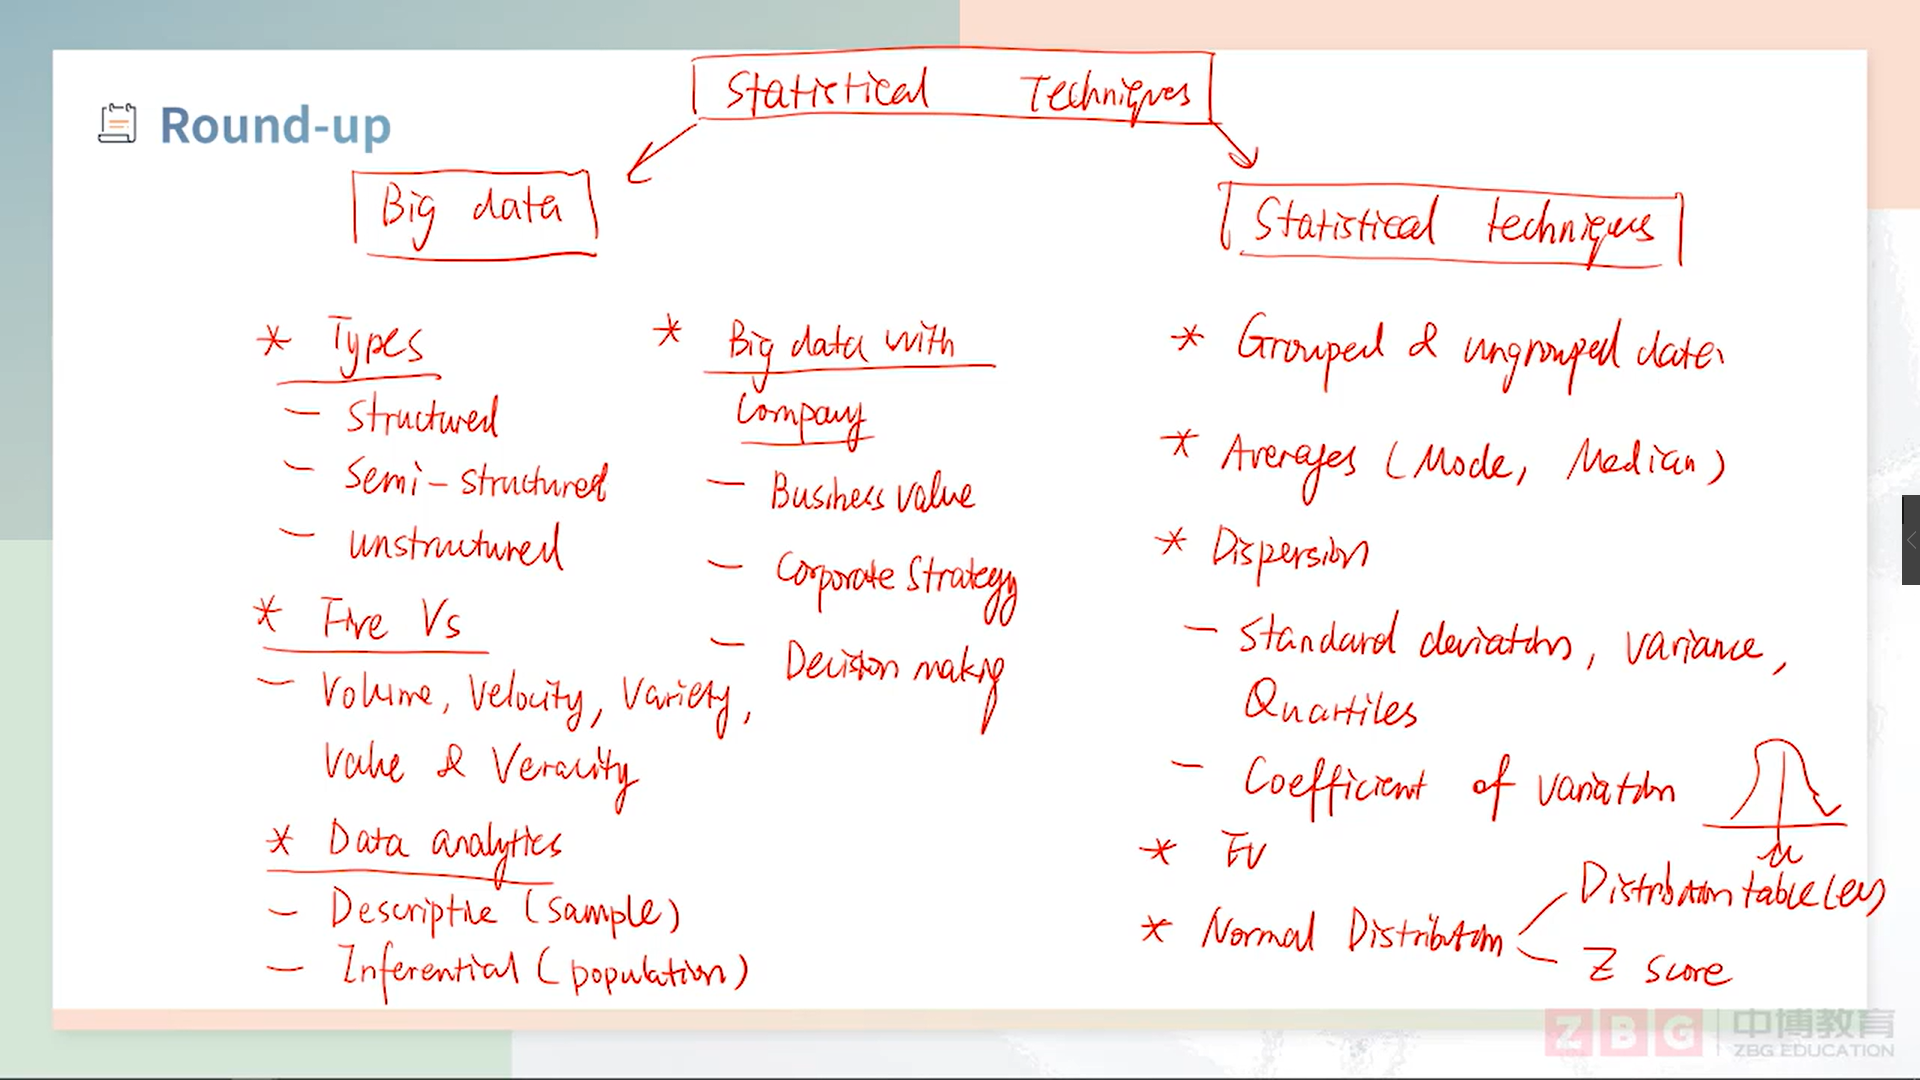 Statistical Techniques
Round-up
Big data
Statistical techniques
* Types
- Structured
- Semi-structured
- unstructured
* Five Vs
- Volume, Velocity, Variety,
Value & Veracity
* Data analytics
- Descriptive (sample)
- Inferential (population)
* Big data with
Company
- Business value
- Corporate Strategy
- Decision making
* Grouped & ungrouped data
* Averages (Mode, Median)
* Dispersion
- Standard deviation, variance,
Quartiles
- Coefficient of variation
μ
* EV
* Normal Distribution
Distribution table
Z score
ZBG 中博教育
ZBG EDUCATION